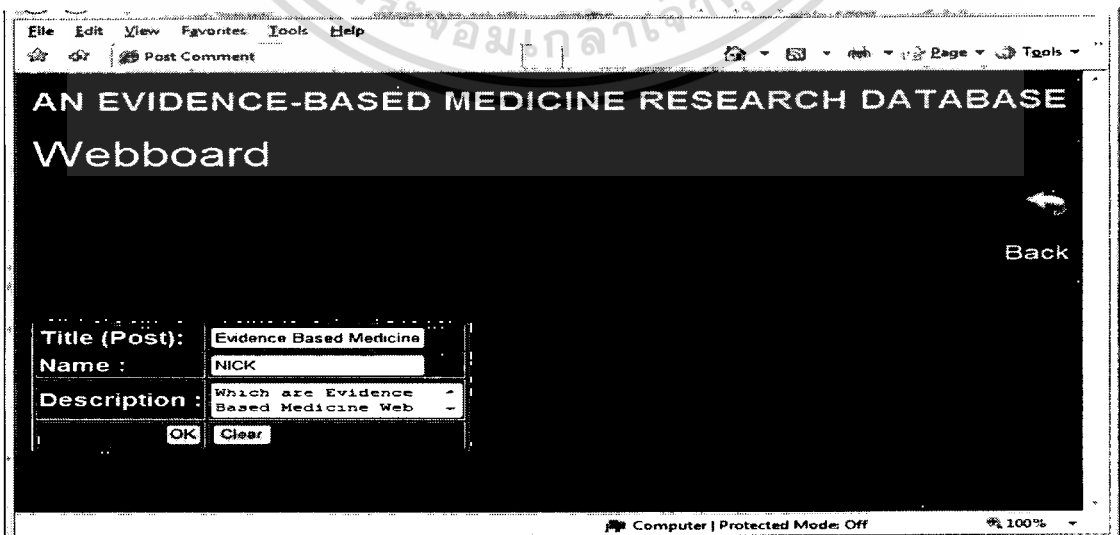 File Edit View Favorites Tools Help
Post Comment Page Tools
AN EVIDENCE-BASED MEDICINE RESEARCH DATABASE
Webboard
Back
Title (Post): Evidence Based Medicine
Name : NICK
Description : Which are Evidence
Based Medicine Web
OK Clear
Computer | Protected Mode: Off 100%